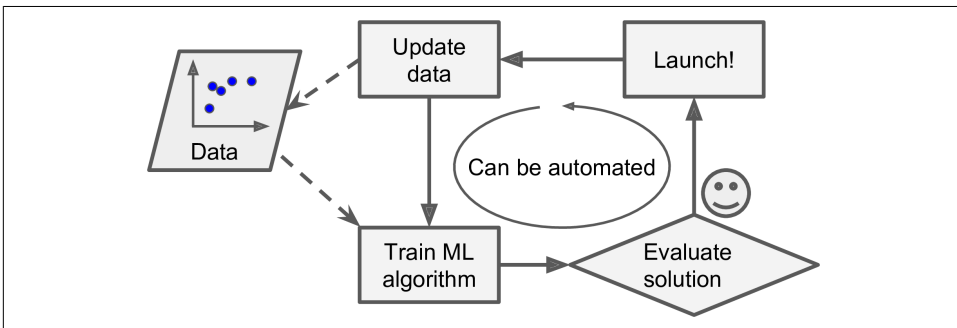 Update
data
Launch!
Data
Can be automated
Train ML
algorithm
Evaluate
solution